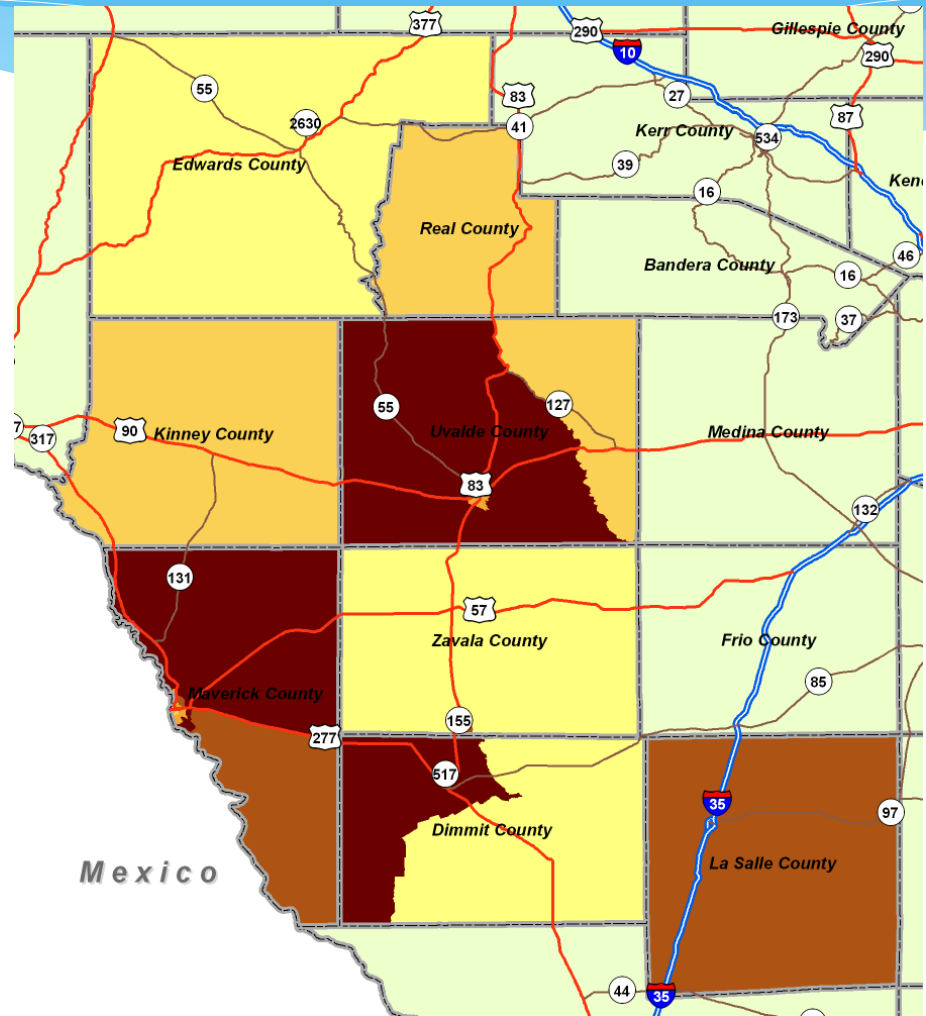 377
290
Gillespie County
10
290
55
83
27
87
2630
41
Kerr County
534
Edwards County
39
16
Real County
46
Bandera County
16
173
37
55
127
90
Kinney County
Uvalde County
Medina County
317
83
132
131
57
Zavala County
Frio County
85
Maverick County
155
277
517
35
97
Dimmit County
La Salle County
Mexico
44
35